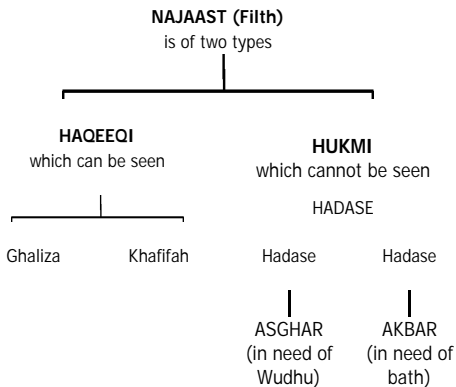 NAJAAST (Filth)
is of two types
HAQEEQI
which can be seen
HUKMI
which cannot be seen
HADASE
Ghaliza
Khafifah
Hadase
Hadase
ASGHAR
(in need of
Wudhu)
AKBAR
(in need of
bath)